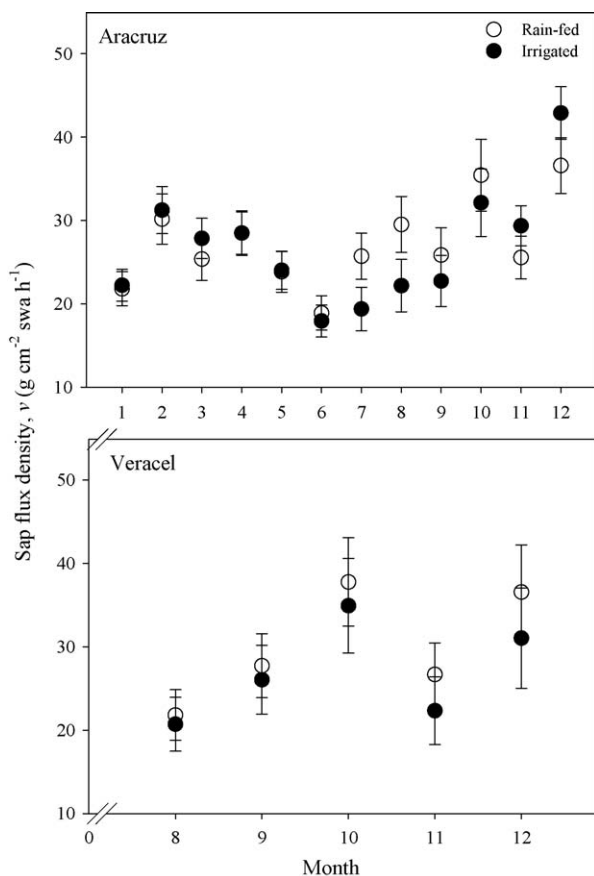 Aracruz
Rain-fed
Irrigated
50
40
30
20
10
1 2 3 4 5 6 7 8 9 10 11 12
Sap flux density, v (g cm⁻² swa h⁻¹)
Veracel
50
40
30
20
10
0 8 9 10 11 12
Month